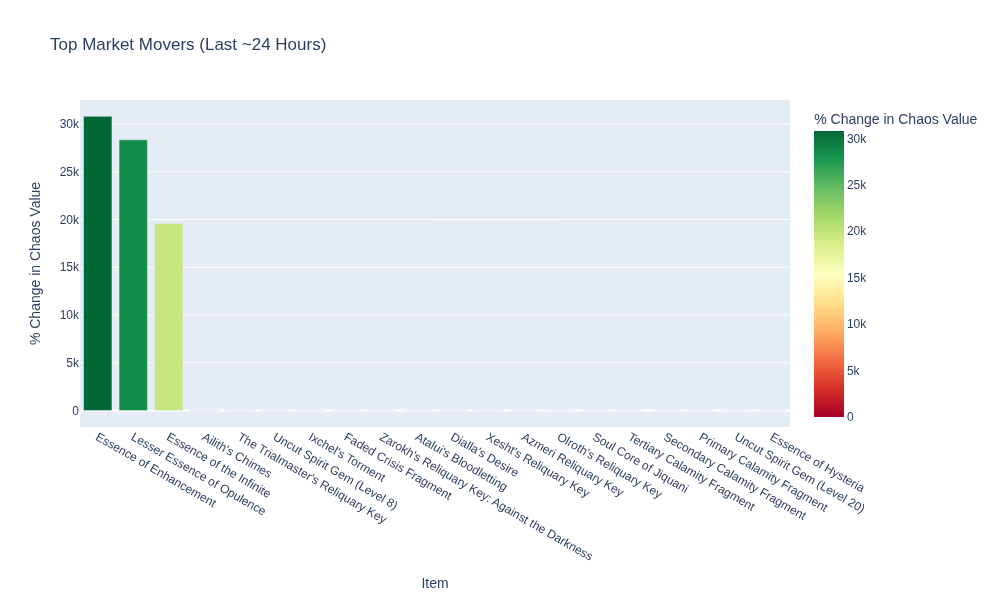 Top Market Movers (Last ~24 Hours)
% Change in Chaos Value
30k
25k
20k
15k
10k
5k
0
% Change in Chaos Value
30k
25k
20k
15k
10k
5k
0
Essence of Enhancement
Lesser Essence of Opulence
Essence of the Infinite
Ailith's Chimes
The Trialmaster's Reliquary Key
Uncut Spirit Gem (Level 8)
Ixchel's Torment
Faded Crisis Fragment
Zarokh's Reliquary Key: Against the Darkness
Atalui's Bloodletting
Dialla's Desire
Xesht's Reliquary Key
Azmeri Reliquary Key
Olroth's Reliquary Key
Soul Core of Jiquani
Tertiary Calamity Fragment
Secondary Calamity Fragment
Primary Calamity Fragment
Uncut Spirit Gem (Level 20)
Essence of Hysteria
Item